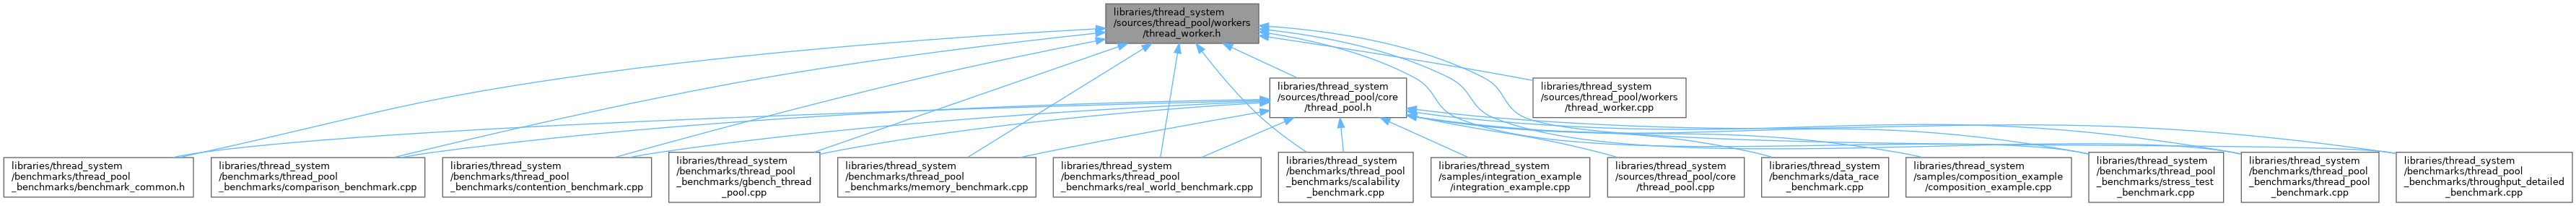 libraries/thread_system
/sources/thread_pool/workers
/thread_worker.h
libraries/thread_system
/sources/thread_pool/core
/thread_pool.h
libraries/thread_system
/sources/thread_pool/workers
/thread_worker.cpp
libraries/thread_system
/benchmarks/thread_pool
_benchmarks/benchmark_common.h
libraries/thread_system
/benchmarks/thread_pool
_benchmarks/comparison_benchmark.cpp
libraries/thread_system
/benchmarks/thread_pool
_benchmarks/contention_benchmark.cpp
libraries/thread_system
/benchmarks/thread_pool
_benchmarks/gbench_thread
_pool.cpp
libraries/thread_system
/benchmarks/thread_pool
_benchmarks/memory_benchmark.cpp
libraries/thread_system
/benchmarks/thread_pool
_benchmarks/real_world_benchmark.cpp
libraries/thread_system
/benchmarks/thread_pool
_benchmarks/scalability
_benchmark.cpp
libraries/thread_system
/samples/integration_example
/integration_example.cpp
libraries/thread_system
/sources/thread_pool/core
/thread_pool.cpp
libraries/thread_system
/benchmarks/data_race
_benchmark.cpp
libraries/thread_system
/samples/composition_example
/composition_example.cpp
libraries/thread_system
/benchmarks/thread_pool
_benchmarks/stress_test
_benchmark.cpp
libraries/thread_system
/benchmarks/thread_pool
_benchmarks/thread_pool
_benchmark.cpp
libraries/thread_system
/benchmarks/thread_pool
_benchmarks/throughput_detailed
_benchmark.cpp